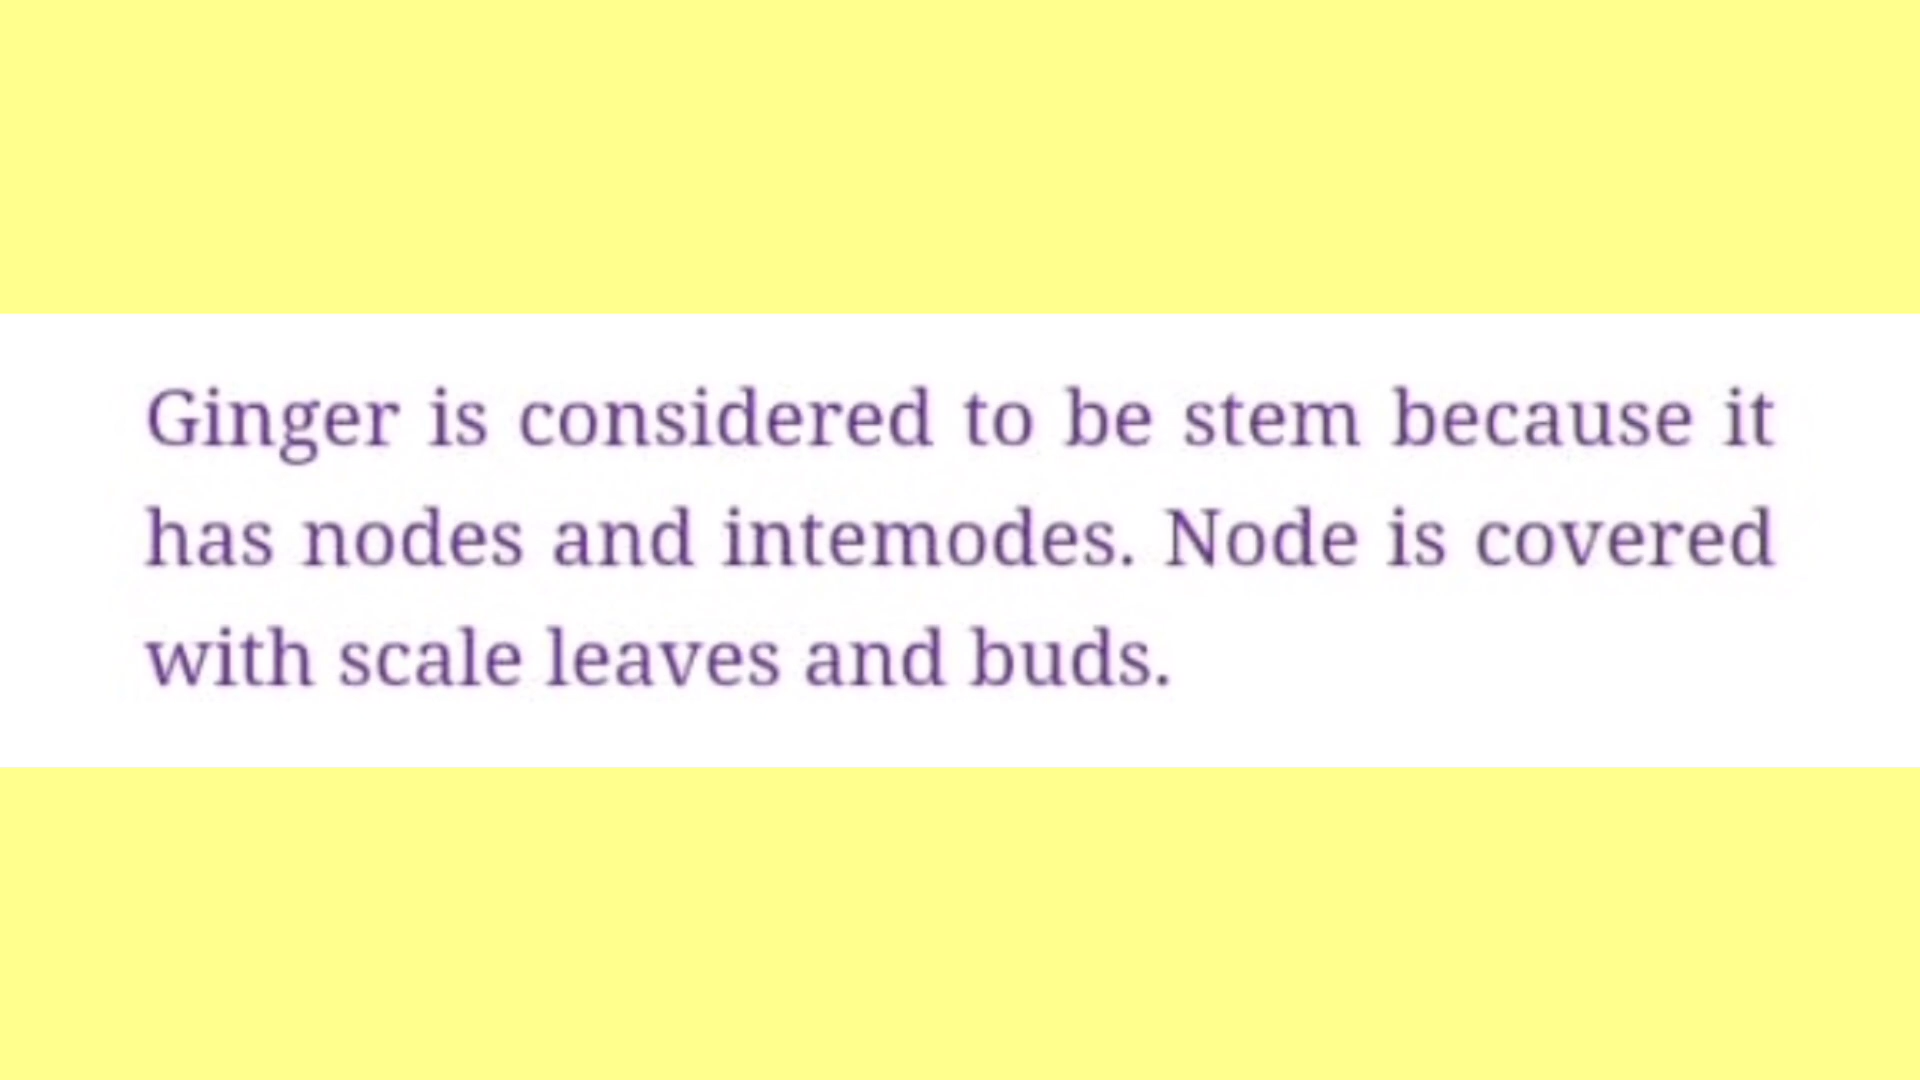 Ginger is considered to be stem because it
has nodes and intemodes. Node is covered
with scale leaves and buds.